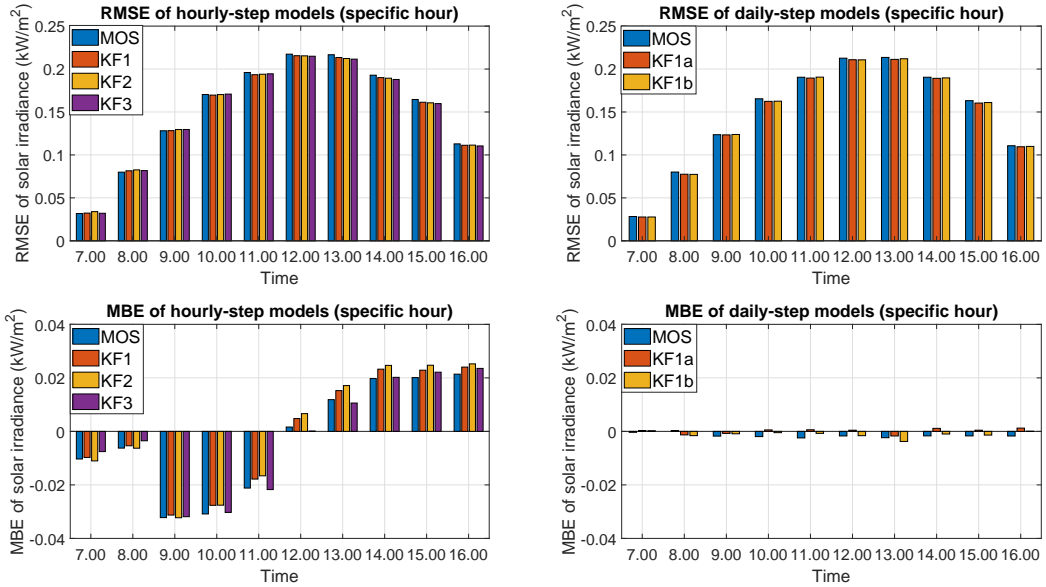 RMSE of hourly-step models (specific hour)
RMSE of solar irradiance (kW/m²)
0.25
0.2
0.15
0.1
0.05
0
MOS
KF1
KF2
KF3
7.00 8.00 9.00 10.00 11.00 12.00 13.00 14.00 15.00 16.00
Time
RMSE of daily-step models (specific hour)
RMSE of solar irradiance (kW/m²)
0.25
0.2
0.15
0.1
0.05
0
MOS
KF1a
KF1b
7.00 8.00 9.00 10.00 11.00 12.00 13.00 14.00 15.00 16.00
Time
MBE of hourly-step models (specific hour)
MBE of solar irradiance (kW/m²)
0.04
0.02
0
-0.02
-0.04
MOS
KF1
KF2
KF3
7.00 8.00 9.00 10.00 11.00 12.00 13.00 14.00 15.00 16.00
Time
MBE of daily-step models (specific hour)
MBE of solar irradiance (kW/m²)
0.04
0.02
0
-0.02
-0.04
MOS
KF1a
KF1b
7.00 8.00 9.00 10.00 11.00 12.00 13.00 14.00 15.00 16.00
Time